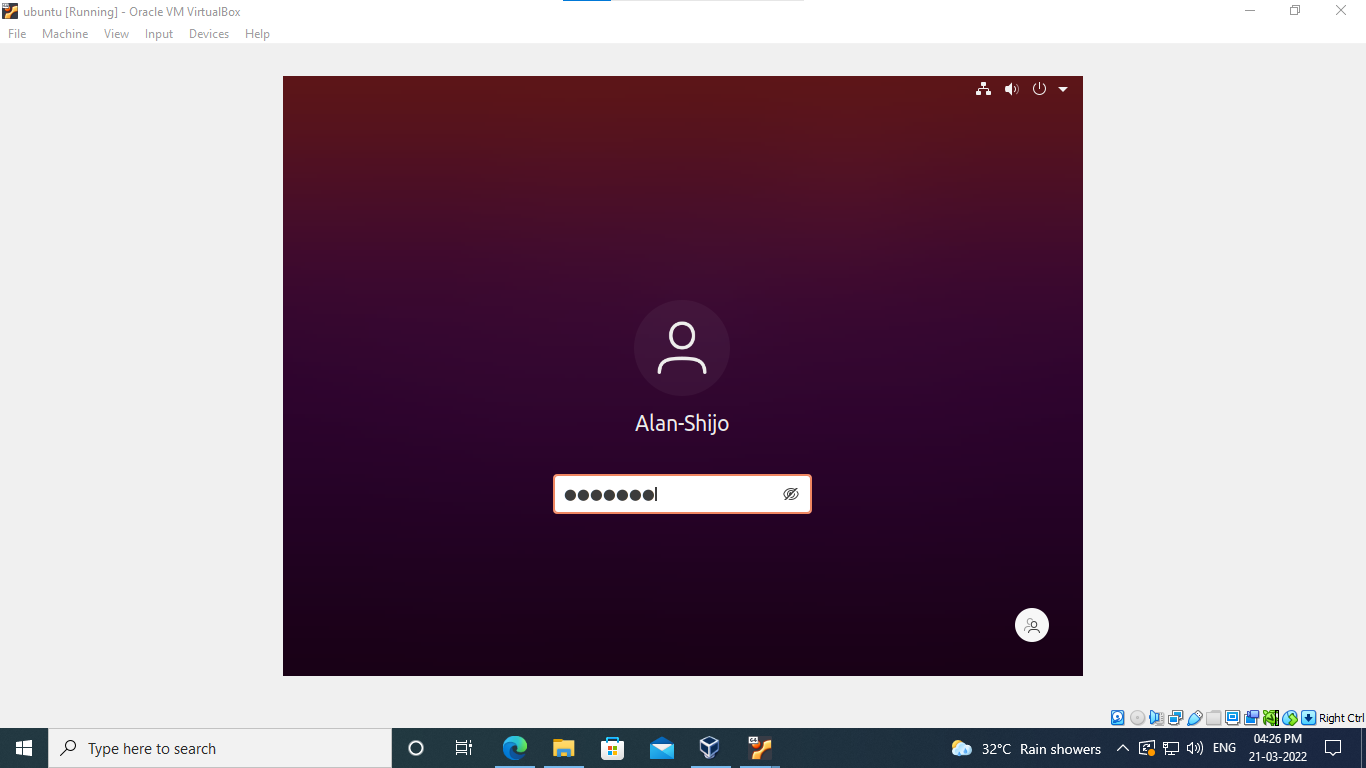 ubuntu [Running] - Oracle VM VirtualBox
File Machine View Input Devices Help
Alan-Shijo
Right Ctrl
Type here to search
32°C Rain showers
ENG
04:26 PM
21-03-2022